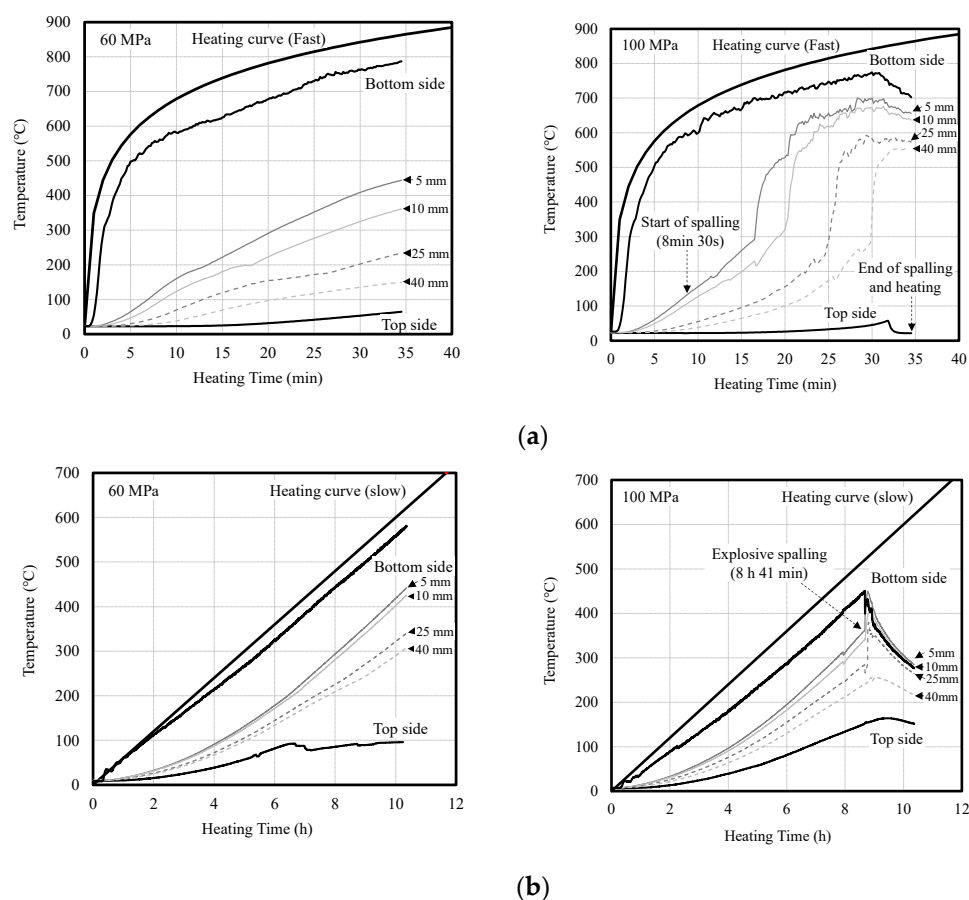 900
800
700
600
500
400
300
200
100
0
Temperature (℃)
60 MPa
Heating curve (Fast)
Bottom side
5 mm
10 mm
25 mm
40 mm
Top side
0 5 10 15 20 25 30 35 40
Heating Time (min)
900
800
700
600
500
400
300
200
100
0
Temperature (℃)
100 MPa
Heating curve (Fast)
Bottom side
5 mm
10 mm
25 mm
40 mm
Start of spalling
(8min 30s)
End of spalling
and heating
Top side
0 5 10 15 20 25 30 35 40
Heating Time (min)
(a)
700
600
500
400
300
200
100
0
Temperature (℃)
60 MPa
Heating curve (slow)
Bottom side
5 mm
10 mm
25 mm
40 mm
Top side
0 2 4 6 8 10 12
Heating Time (h)
700
600
500
400
300
200
100
0
Temperature (℃)
100 MPa
Heating curve (slow)
Explosive spalling
(8 h 41 min)
Bottom side
5mm
10mm
25mm
40mm
Top side
0 2 4 6 8 10 12
Heating Time (h)
(b)